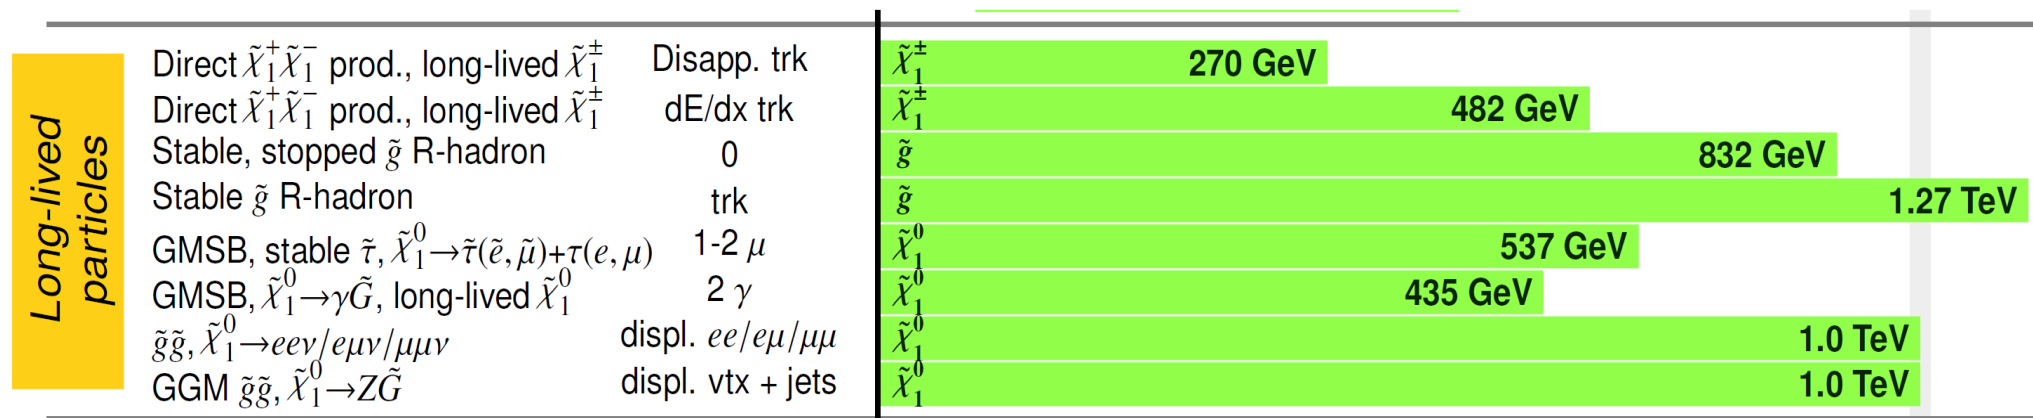 Long-lived
particles
Direct χ̃₁⁺χ̃₁⁻ prod., long-lived χ̃₁± Disapp. trk χ̃₁± 270 GeV
Direct χ̃₁⁺χ̃₁⁻ prod., long-lived χ̃₁± dE/dx trk χ̃₁± 482 GeV
Stable, stopped g̃ R-hadron 0 g̃ 832 GeV
Stable g̃ R-hadron trk g̃ 1.27 TeV
GMSB, stable τ̃, χ̃₁⁰→τ̃(ẽ, μ̃)+τ(e, μ) 1-2 μ χ̃₁⁰ 537 GeV
GMSB, χ̃₁⁰→γG̃, long-lived χ̃₁⁰ 2 γ χ̃₁⁰ 435 GeV
g̃g̃, χ̃₁⁰→eeν/eμν/μμν displ. ee/eμ/μμ χ̃₁⁰ 1.0 TeV
GGM g̃g̃, χ̃₁⁰→ZG̃ displ. vtx + jets χ̃₁⁰ 1.0 TeV